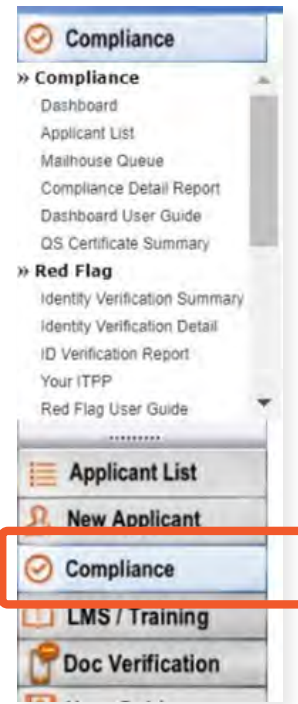 Compliance
» Compliance
Dashboard
Applicant List
Mailhouse Queue
Compliance Detail Report
Dashboard User Guide
QS Certificate Summary
» Red Flag
Identity Verification Summary
Identity Verification Detail
ID Verification Report
Your ITPP
Red Flag User Guide
Applicant List
New Applicant
Compliance
LMS / Training
Doc Verification